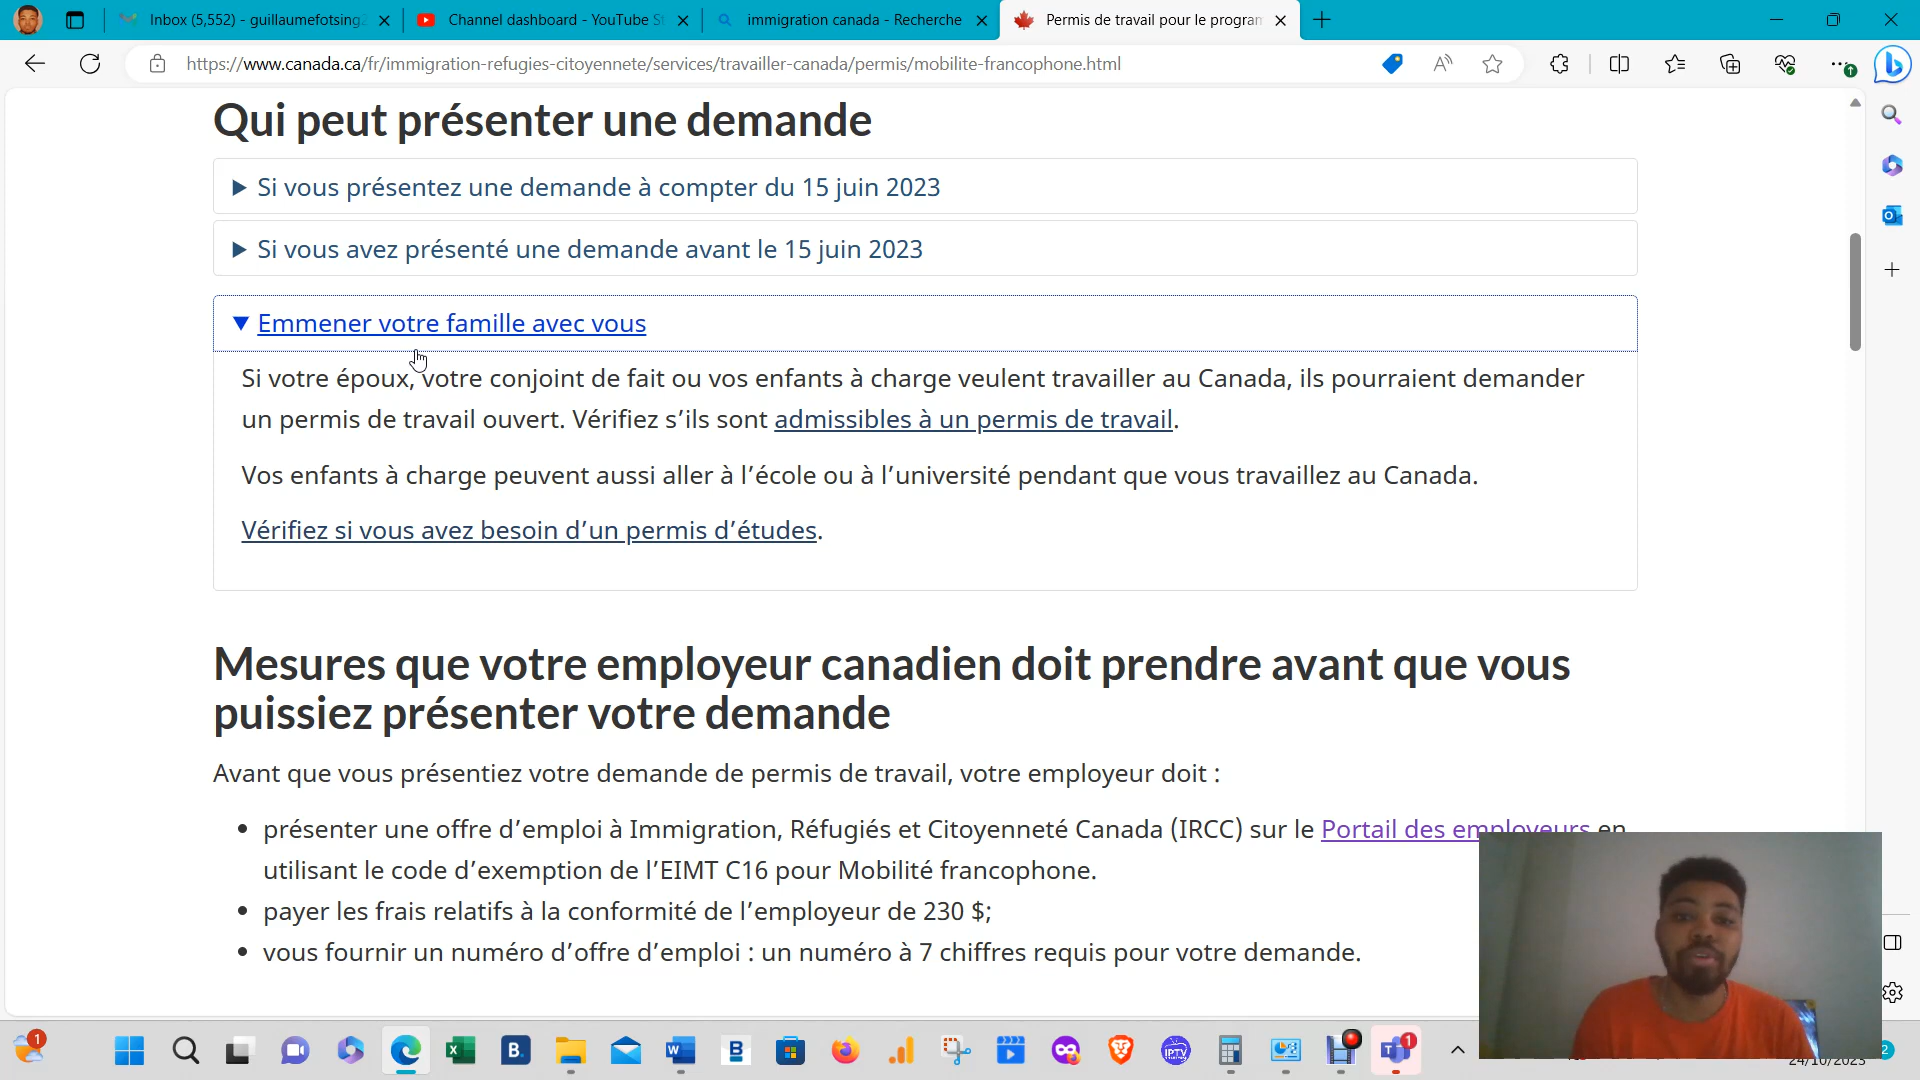 Inbox (5,552) - guillaumefotsing
Channel dashboard - YouTube St
immigration canada - Recherche
Permis de travail pour le program
https://www.canada.ca/fr/immigration-refugies-citoyennete/services/travailler-canada/permis/mobilite-francophone.html
Qui peut présenter une demande
Si vous présentez une demande à compter du 15 juin 2023
Si vous avez présenté une demande avant le 15 juin 2023
Emmener votre famille avec vous
Si votre époux, votre conjoint de fait ou vos enfants à charge veulent travailler au Canada, ils pourraient demander
un permis de travail ouvert. Vérifiez s’ils sont admissibles à un permis de travail.
Vos enfants à charge peuvent aussi aller à l’école ou à l’université pendant que vous travaillez au Canada.
Vérifiez si vous avez besoin d’un permis d’études.
Mesures que votre employeur canadien doit prendre avant que vous
puissiez présenter votre demande
Avant que vous présentiez votre demande de permis de travail, votre employeur doit :
présenter une offre d’emploi à Immigration, Réfugiés et Citoyenneté Canada (IRCC) sur le Portail des employeurs en
utilisant le code d’exemption de l’EIMT C16 pour Mobilité francophone.
payer les frais relatifs à la conformité de l’employeur de 230 $;
vous fournir un numéro d’offre d’emploi : un numéro à 7 chiffres requis pour votre demande.
1
B.
B
IPTV
1
24/10/2023
2